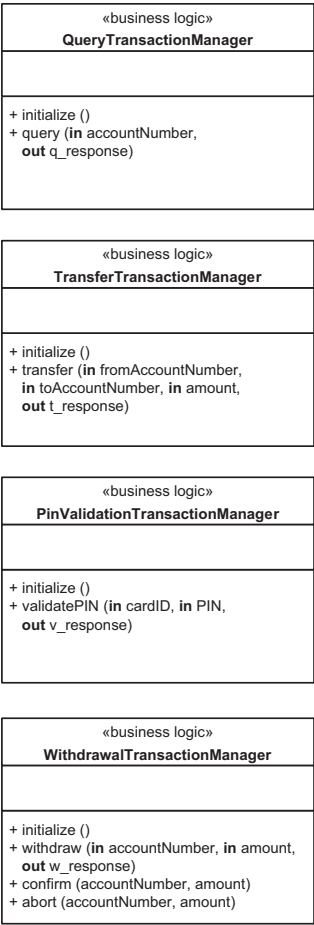 «business logic»
QueryTransactionManager
+ initialize ()
+ query (in accountNumber,
out q_response)
«business logic»
TransferTransactionManager
+ initialize ()
+ transfer (in fromAccountNumber,
in toAccountNumber, in amount,
out t_response)
«business logic»
PinValidationTransactionManager
+ initialize ()
+ validatePIN (in cardID, in PIN,
out v_response)
«business logic»
WithdrawalTransactionManager
+ initialize ()
+ withdraw (in accountNumber, in amount,
out w_response)
+ confirm (accountNumber, amount)
+ abort (accountNumber, amount)